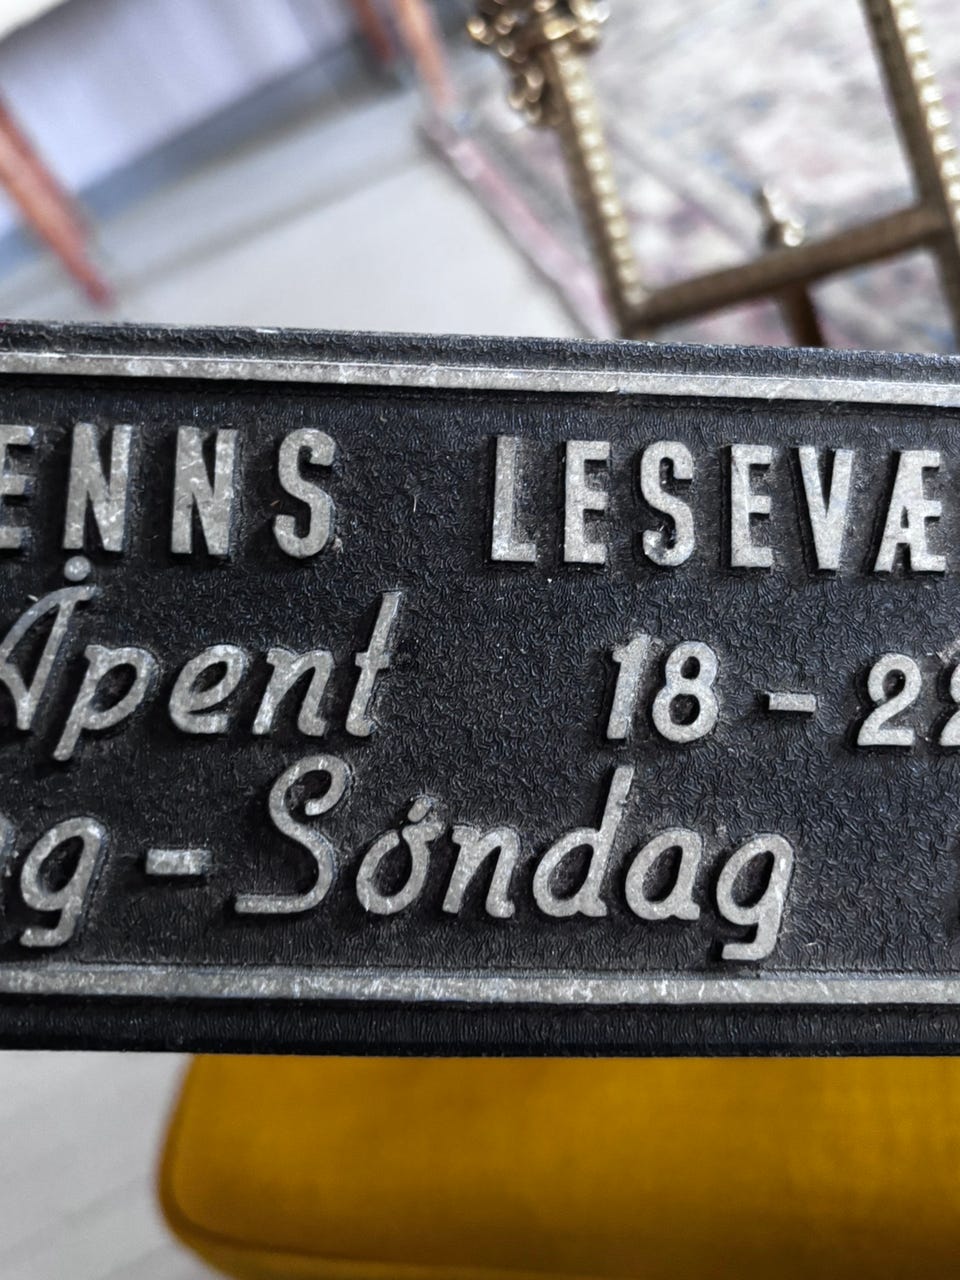 ENNS LESEVÆ
Åpent 18-22
g-Søndag